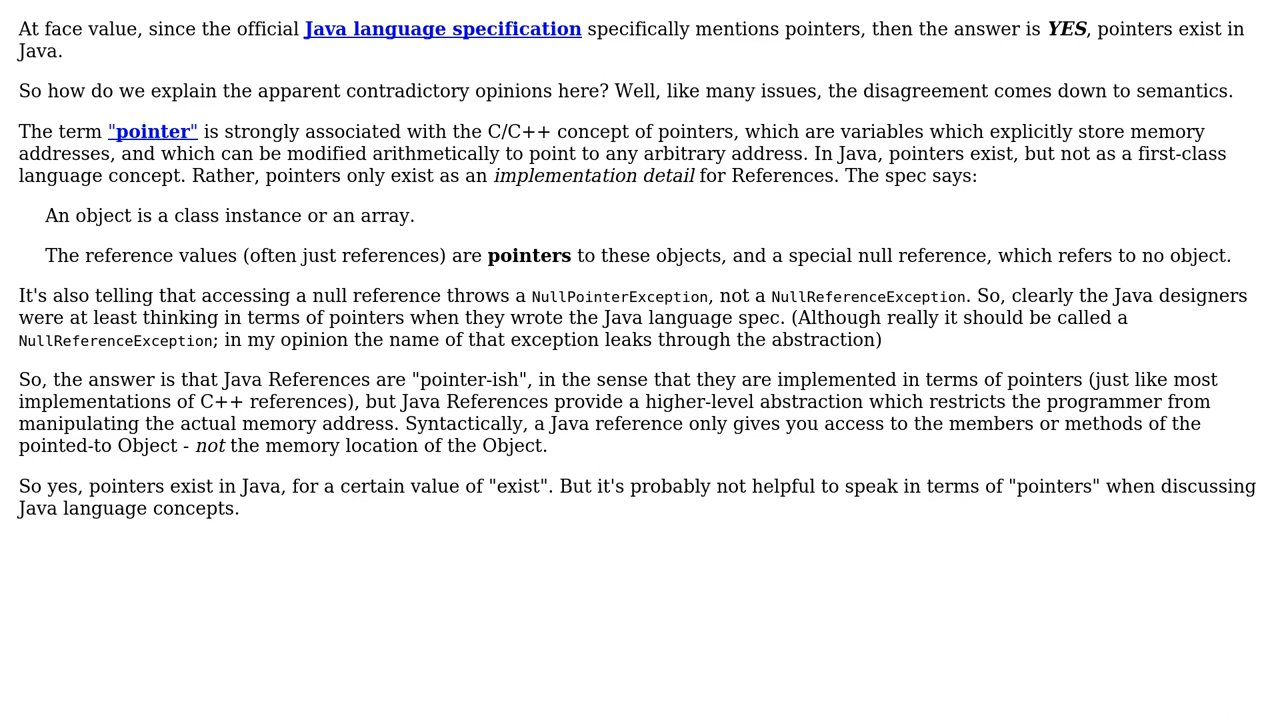 At face value, since the official Java language specification specifically mentions pointers, then the answer is YES, pointers exist in
Java.
So how do we explain the apparent contradictory opinions here? Well, like many issues, the disagreement comes down to semantics.
The term "pointer" is strongly associated with the C/C++ concept of pointers, which are variables which explicitly store memory
addresses, and which can be modified arithmetically to point to any arbitrary address. In Java, pointers exist, but not as a first-class
language concept. Rather, pointers only exist as an implementation detail for References. The spec says:
An object is a class instance or an array.
The reference values (often just references) are pointers to these objects, and a special null reference, which refers to no object.
It's also telling that accessing a null reference throws a NullPointerException, not a NullReferenceException. So, clearly the Java designers
were at least thinking in terms of pointers when they wrote the Java language spec. (Although really it should be called a
NullReferenceException; in my opinion the name of that exception leaks through the abstraction)
So, the answer is that Java References are "pointer-ish", in the sense that they are implemented in terms of pointers (just like most
implementations of C++ references), but Java References provide a higher-level abstraction which restricts the programmer from
manipulating the actual memory address. Syntactically, a Java reference only gives you access to the members or methods of the
pointed-to Object - not the memory location of the Object.
So yes, pointers exist in Java, for a certain value of "exist". But it's probably not helpful to speak in terms of "pointers" when discussing
Java language concepts.